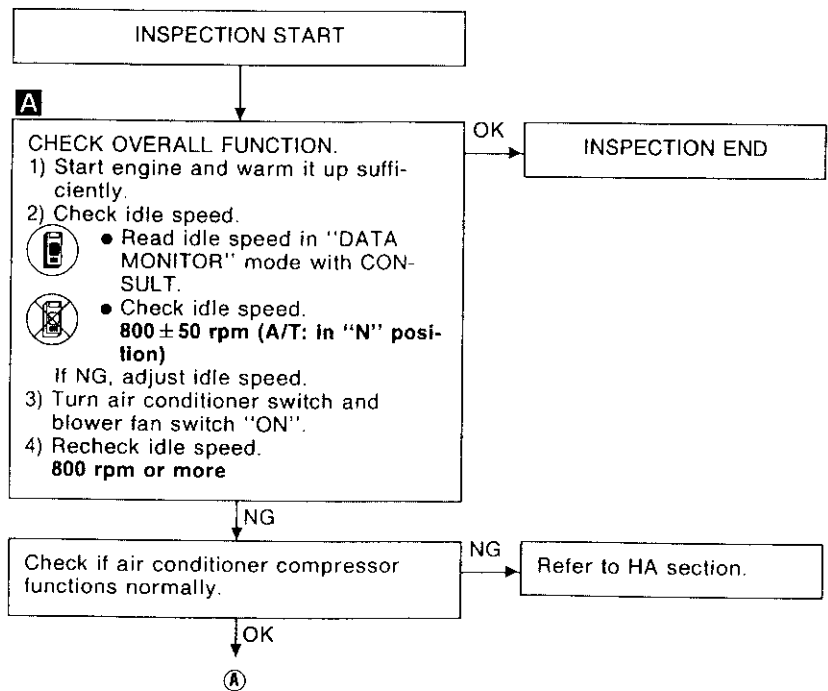 INSPECTION START
A
CHECK OVERALL FUNCTION.
1) Start engine and warm it up suffi-
ciently.
2) Check idle speed.
● Read idle speed in "DATA
MONITOR" mode with CON-
SULT.
● Check idle speed.
800 ± 50 rpm (A/T: in "N" posi-
tion)
If NG, adjust idle speed.
3) Turn air conditioner switch and
blower fan switch "ON".
4) Recheck idle speed.
800 rpm or more
OK
INSPECTION END
NG
Check if air conditioner compressor
functions normally.
NG
Refer to HA section.
OK
A